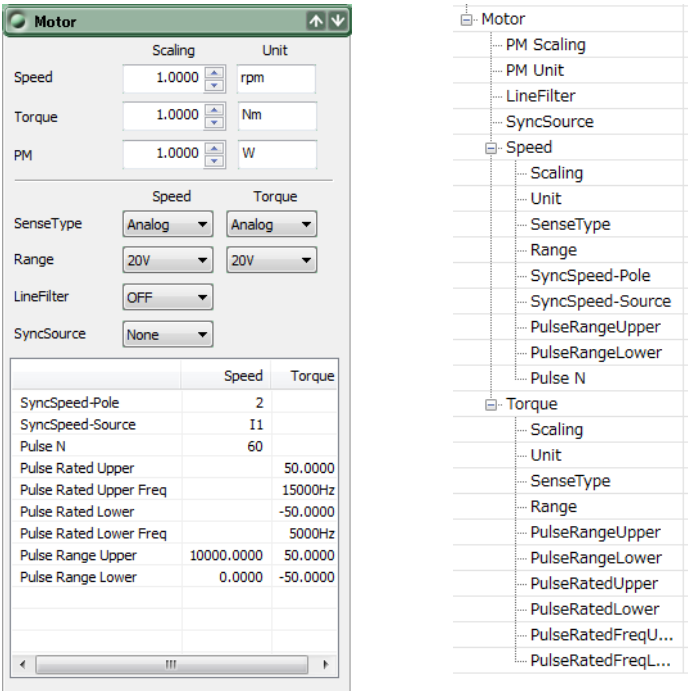 Motor
Scaling Unit
Speed 1.0000 rpm
Torque 1.0000 Nm
PM 1.0000 W
Speed Torque
SenseType Analog Analog
Range 20V 20V
LineFilter OFF
SyncSource None
Speed Torque
SyncSpeed-Pole 2
SyncSpeed-Source I1
Pulse N 60
Pulse Rated Upper 50.0000
Pulse Rated Upper Freq 15000Hz
Pulse Rated Lower -50.0000
Pulse Rated Lower Freq 5000Hz
Pulse Range Upper 10000.0000 50.0000
Pulse Range Lower 0.0000 -50.0000
Motor
PM Scaling
PM Unit
LineFilter
SyncSource
Speed
Scaling
Unit
SenseType
Range
SyncSpeed-Pole
SyncSpeed-Source
PulseRangeUpper
PulseRangeLower
Pulse N
Torque
Scaling
Unit
SenseType
Range
PulseRangeUpper
PulseRangeLower
PulseRatedUpper
PulseRatedLower
PulseRatedFreqU...
PulseRatedFreqL...